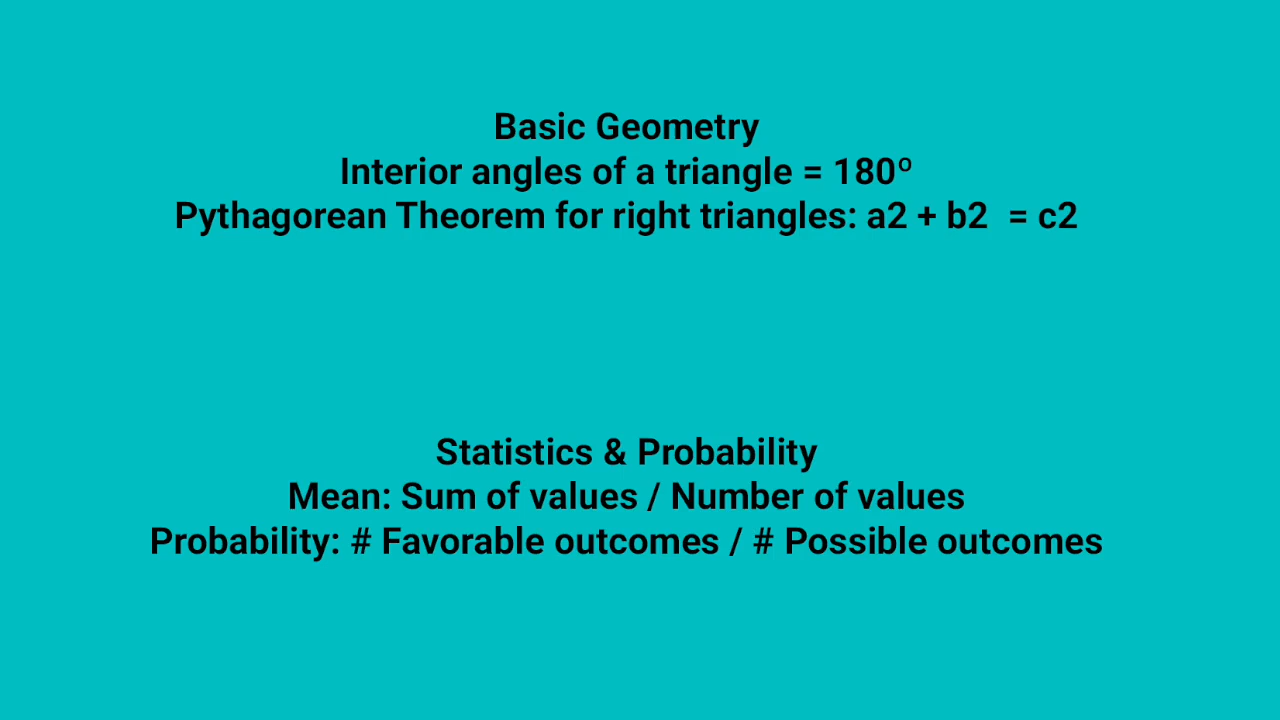 Basic Geometry
Interior angles of a triangle = 180º
Pythagorean Theorem for right triangles: a2 + b2  = c2
Statistics & Probability
Mean: Sum of values / Number of values
Probability: # Favorable outcomes / # Possible outcomes